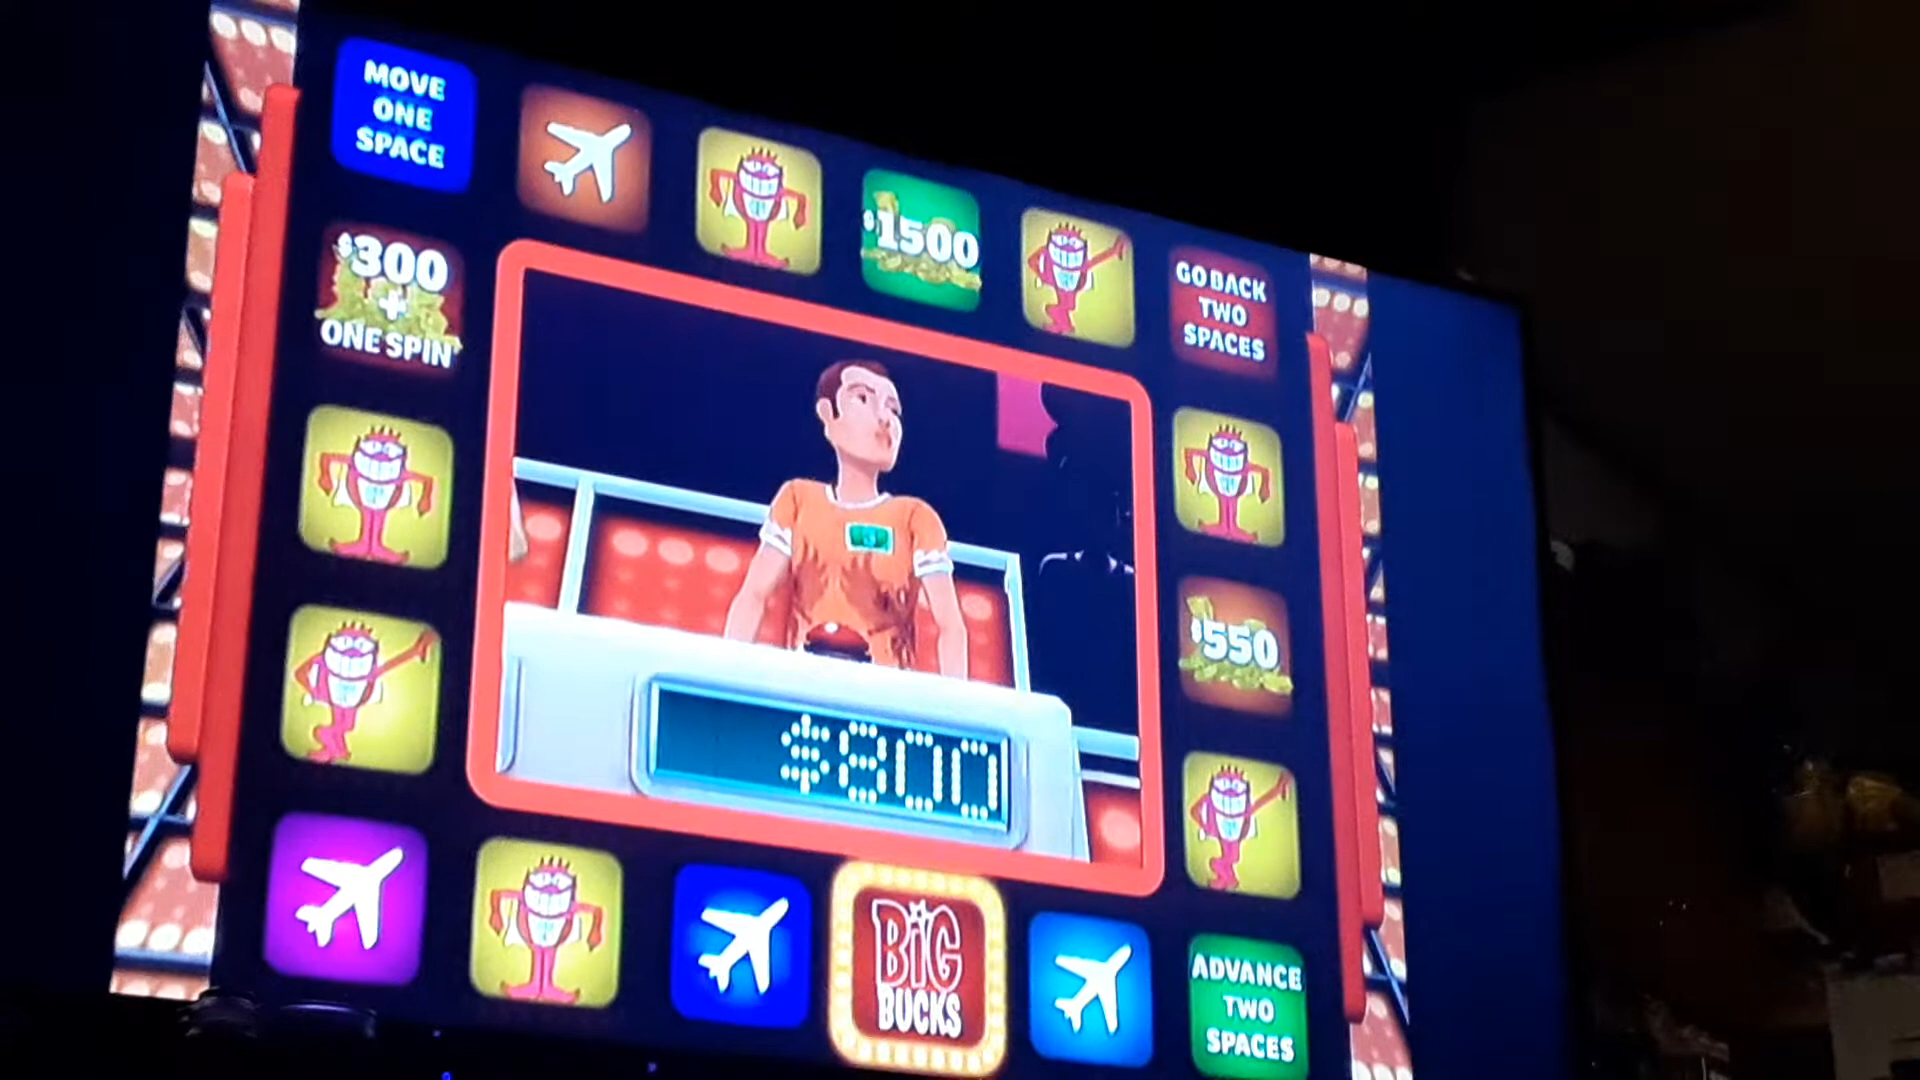 MOVE
ONE
SPACE
$1500
GO BACK
TWO
SPACES
$300
+
ONE SPIN
$550
$800
BIG
BUCKS
ADVANCE
TWO
SPACES